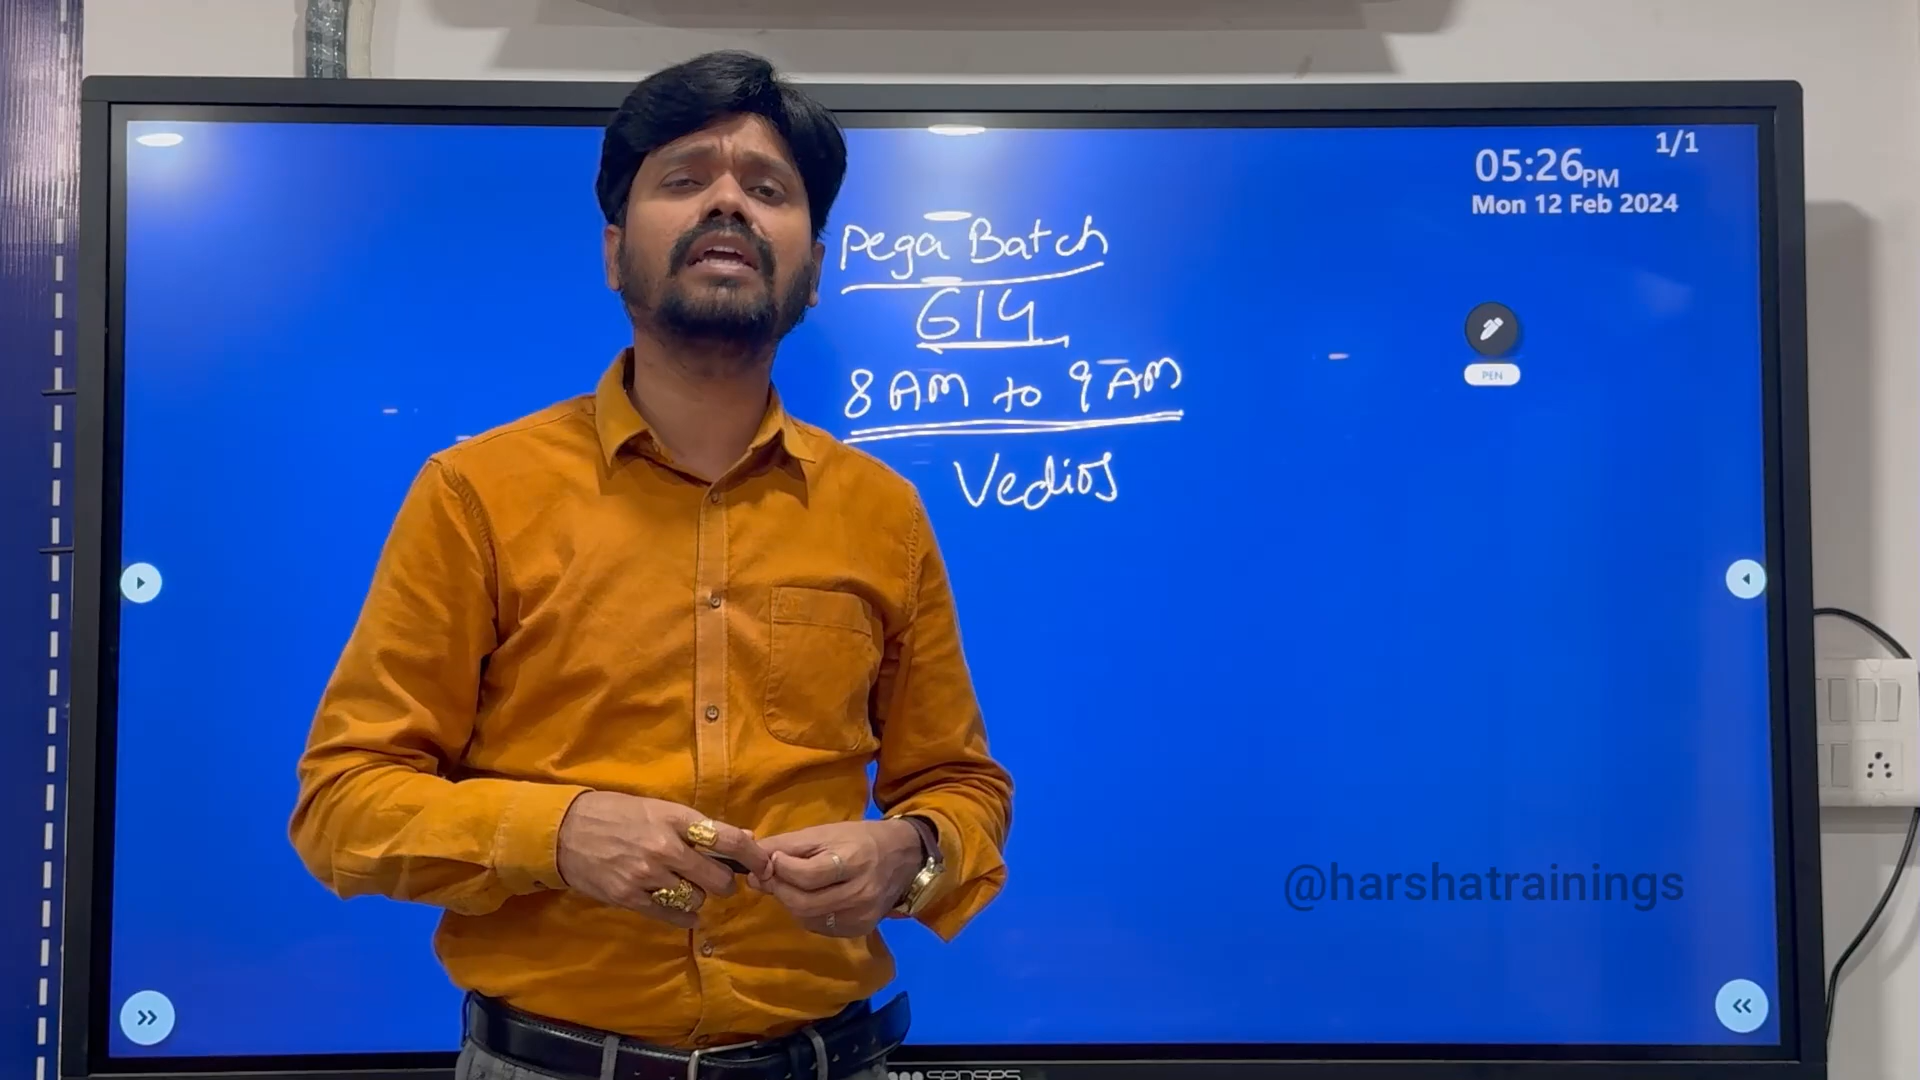 1/1
05:26PM
Mon 12 Feb 2024
Pega Batch
G14
8 AM to 9 AM
Vedios
PEN
@harshatrainings
senses